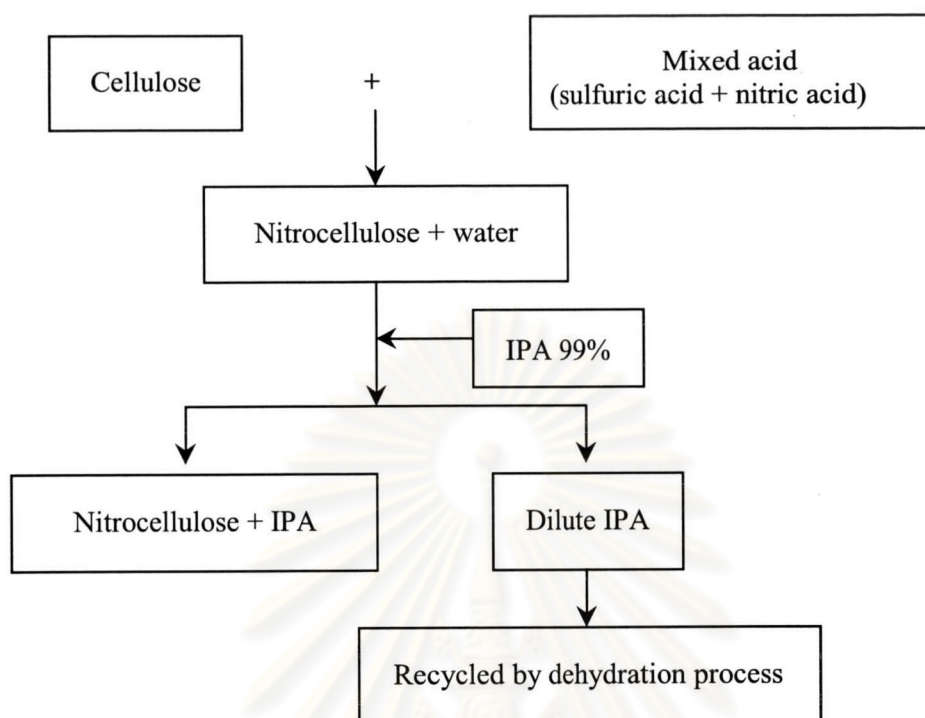 Cellulose
+
Mixed acid
(sulfuric acid + nitric acid)
Nitrocellulose + water
IPA 99%
Nitrocellulose + IPA
Dilute IPA
Recycled by dehydration process